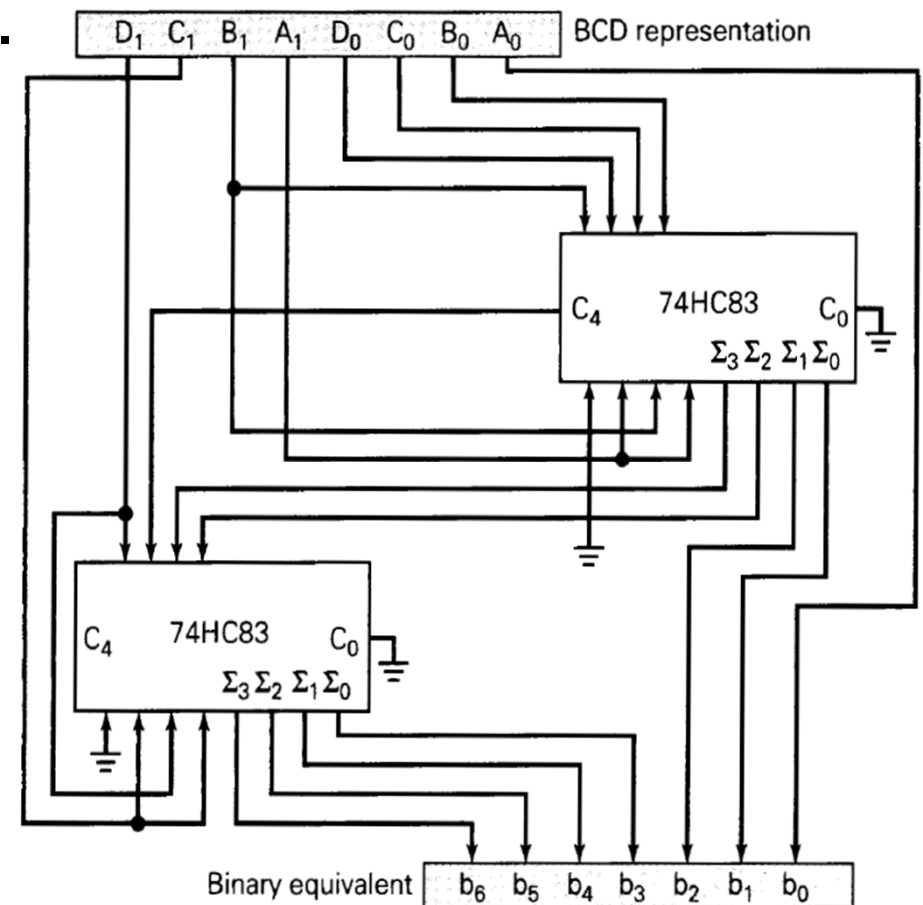 D₁ C₁ B₁ A₁ D₀ C₀ B₀ A₀ BCD representation
C₄ 74HC83 C₀
Σ₃ Σ₂ Σ₁ Σ₀
C₄ 74HC83 C₀
Σ₃ Σ₂ Σ₁ Σ₀
Binary equivalent b₆ b₅ b₄ b₃ b₂ b₁ b₀